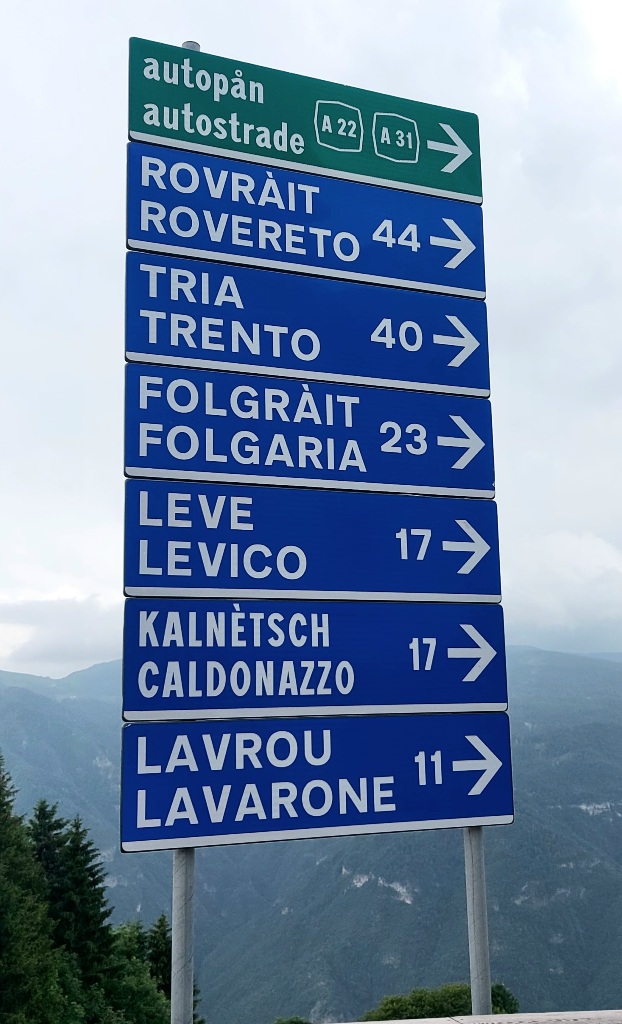 autopån
autostrade A 22 A 31
ROVRÀIT
ROVERETO 44
TRIA
TRENTO 40
FOLGRÀIT
FOLGARIA 23
LEVE
LEVICO 17
KALNÈTSCH
CALDONAZZO 17
LAVROU
LAVARONE 11